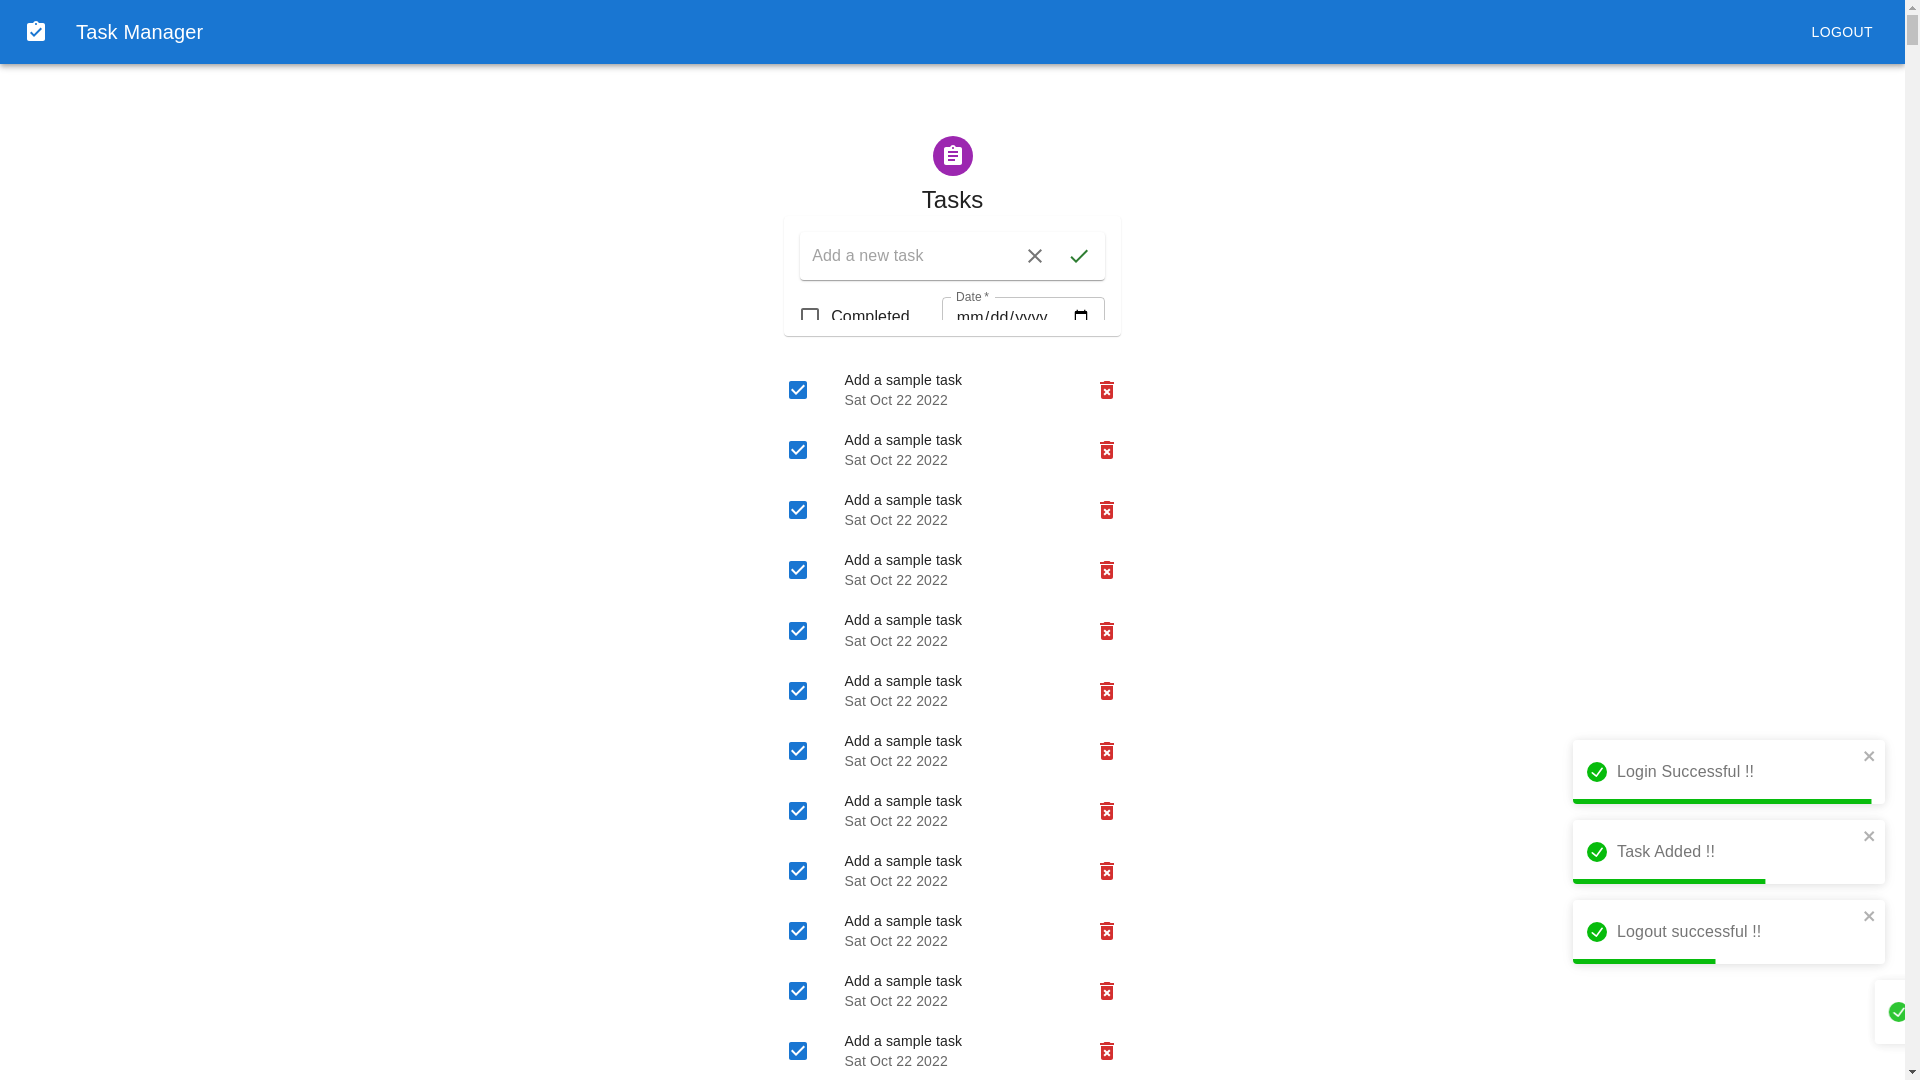 Task Manager
LOGOUT
Tasks
Add a new task
Date *
Completed
mm/dd/yyyy
Add a sample task
Sat Oct 22 2022
Add a sample task
Sat Oct 22 2022
Add a sample task
Sat Oct 22 2022
Add a sample task
Sat Oct 22 2022
Add a sample task
Sat Oct 22 2022
Add a sample task
Sat Oct 22 2022
Add a sample task
Sat Oct 22 2022
Add a sample task
Sat Oct 22 2022
Add a sample task
Sat Oct 22 2022
Add a sample task
Sat Oct 22 2022
Add a sample task
Sat Oct 22 2022
Add a sample task
Sat Oct 22 2022
Login Successful !!
Task Added !!
Logout successful !!